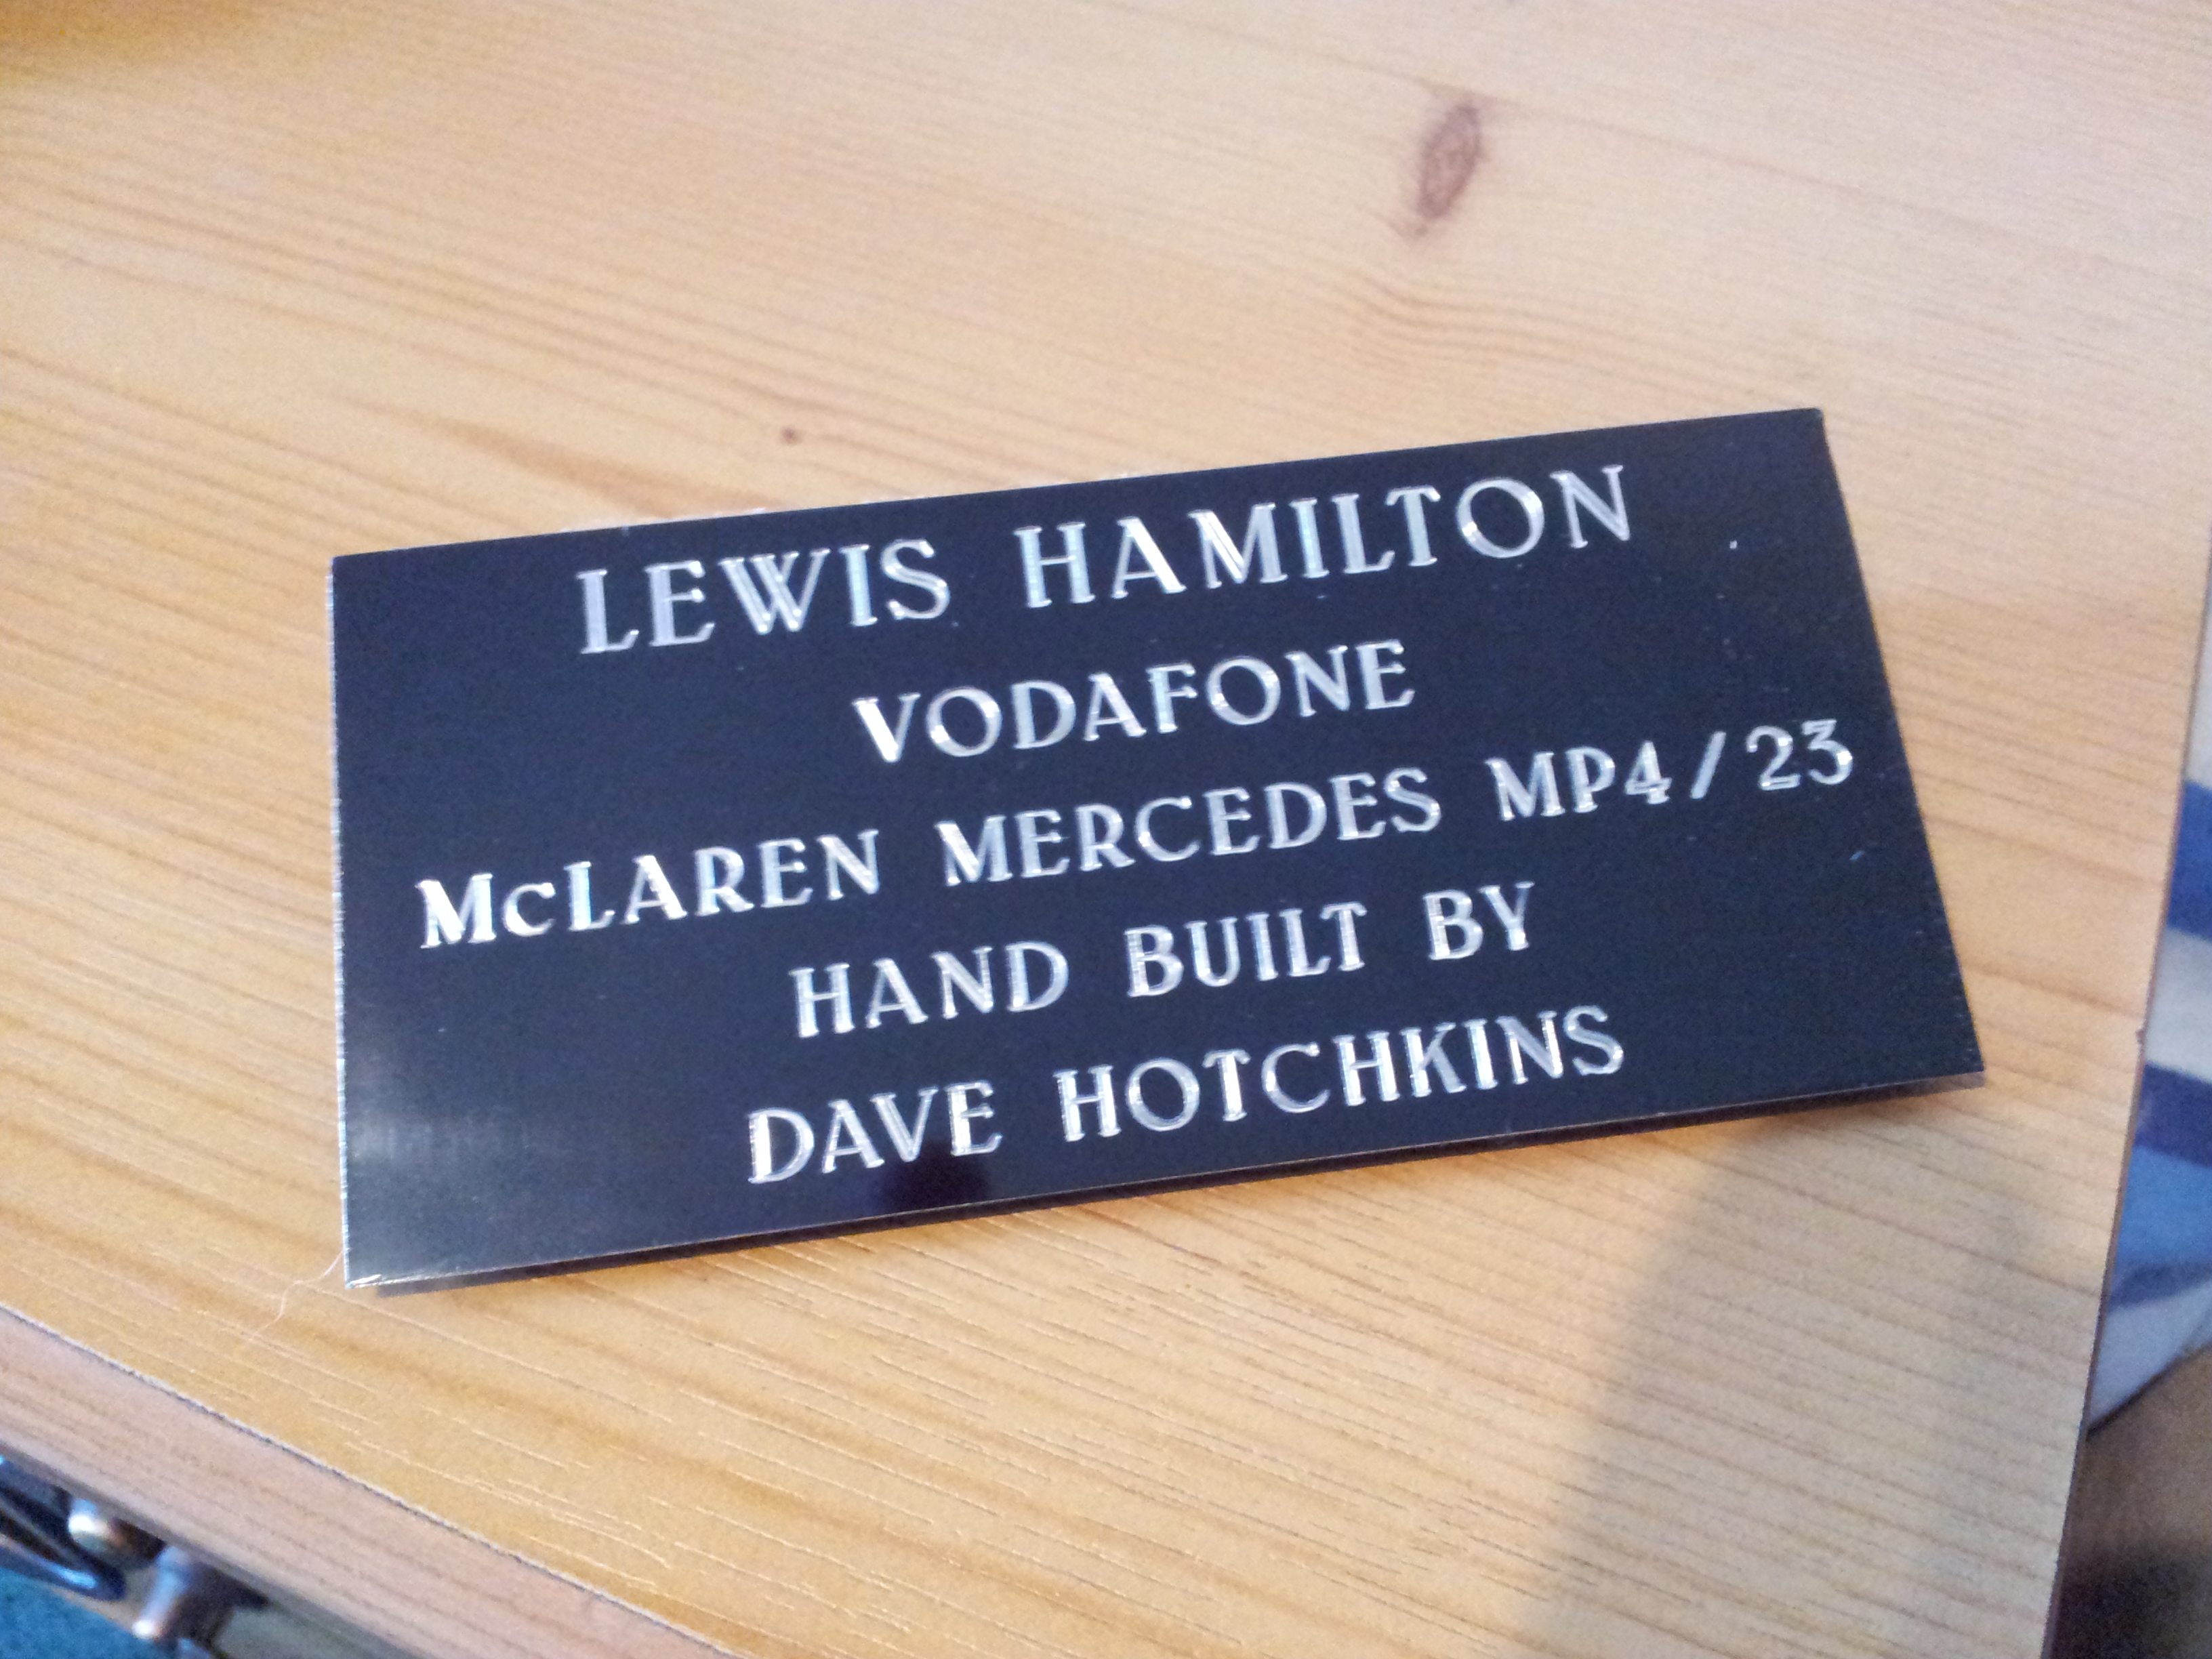 LEWIS HAMILTON
VODAFONE
McLAREN MERCEDES MP4/23
HAND BUILT BY
DAVE HOTCHKINS